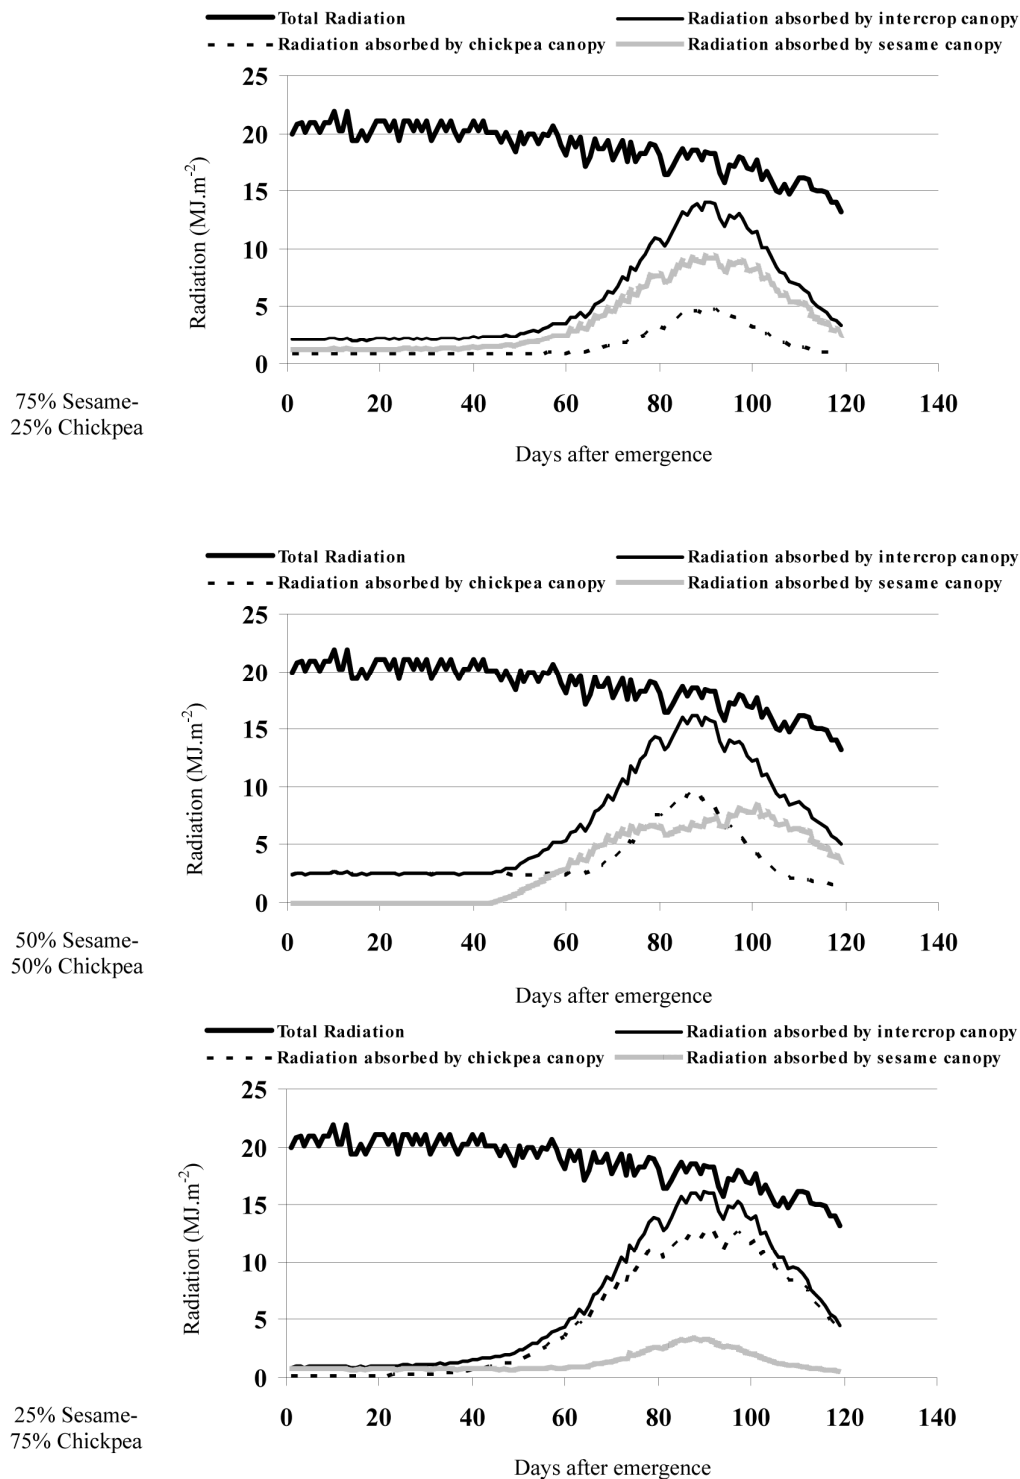 Total Radiation
Radiation absorbed by intercrop canopy
Radiation absorbed by chickpea canopy
Radiation absorbed by sesame canopy
25
20
15
10
5
0
Radiation (MJ.m-2)
0 20 40 60 80 100 120 140
Days after emergence
75% Sesame-
25% Chickpea
Total Radiation
Radiation absorbed by intercrop canopy
Radiation absorbed by chickpea canopy
Radiation absorbed by sesame canopy
25
20
15
10
5
0
Radiation (MJ.m-2)
0 20 40 60 80 100 120 140
Days after emergence
50% Sesame-
50% Chickpea
Total Radiation
Radiation absorbed by intercrop canopy
Radiation absorbed by chickpea canopy
Radiation absorbed by sesame canopy
25
20
15
10
5
0
Radiation (MJ.m-2)
0 20 40 60 80 100 120 140
Days after emergence
25% Sesame-
75% Chickpea